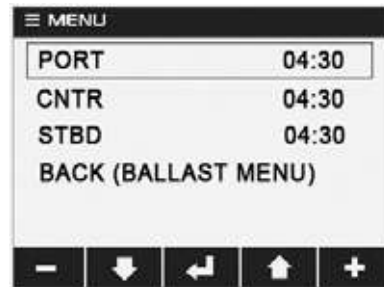 MENU
PORT 04:30
CNTR 04:30
STBD 04:30
BACK (BALLAST MENU)